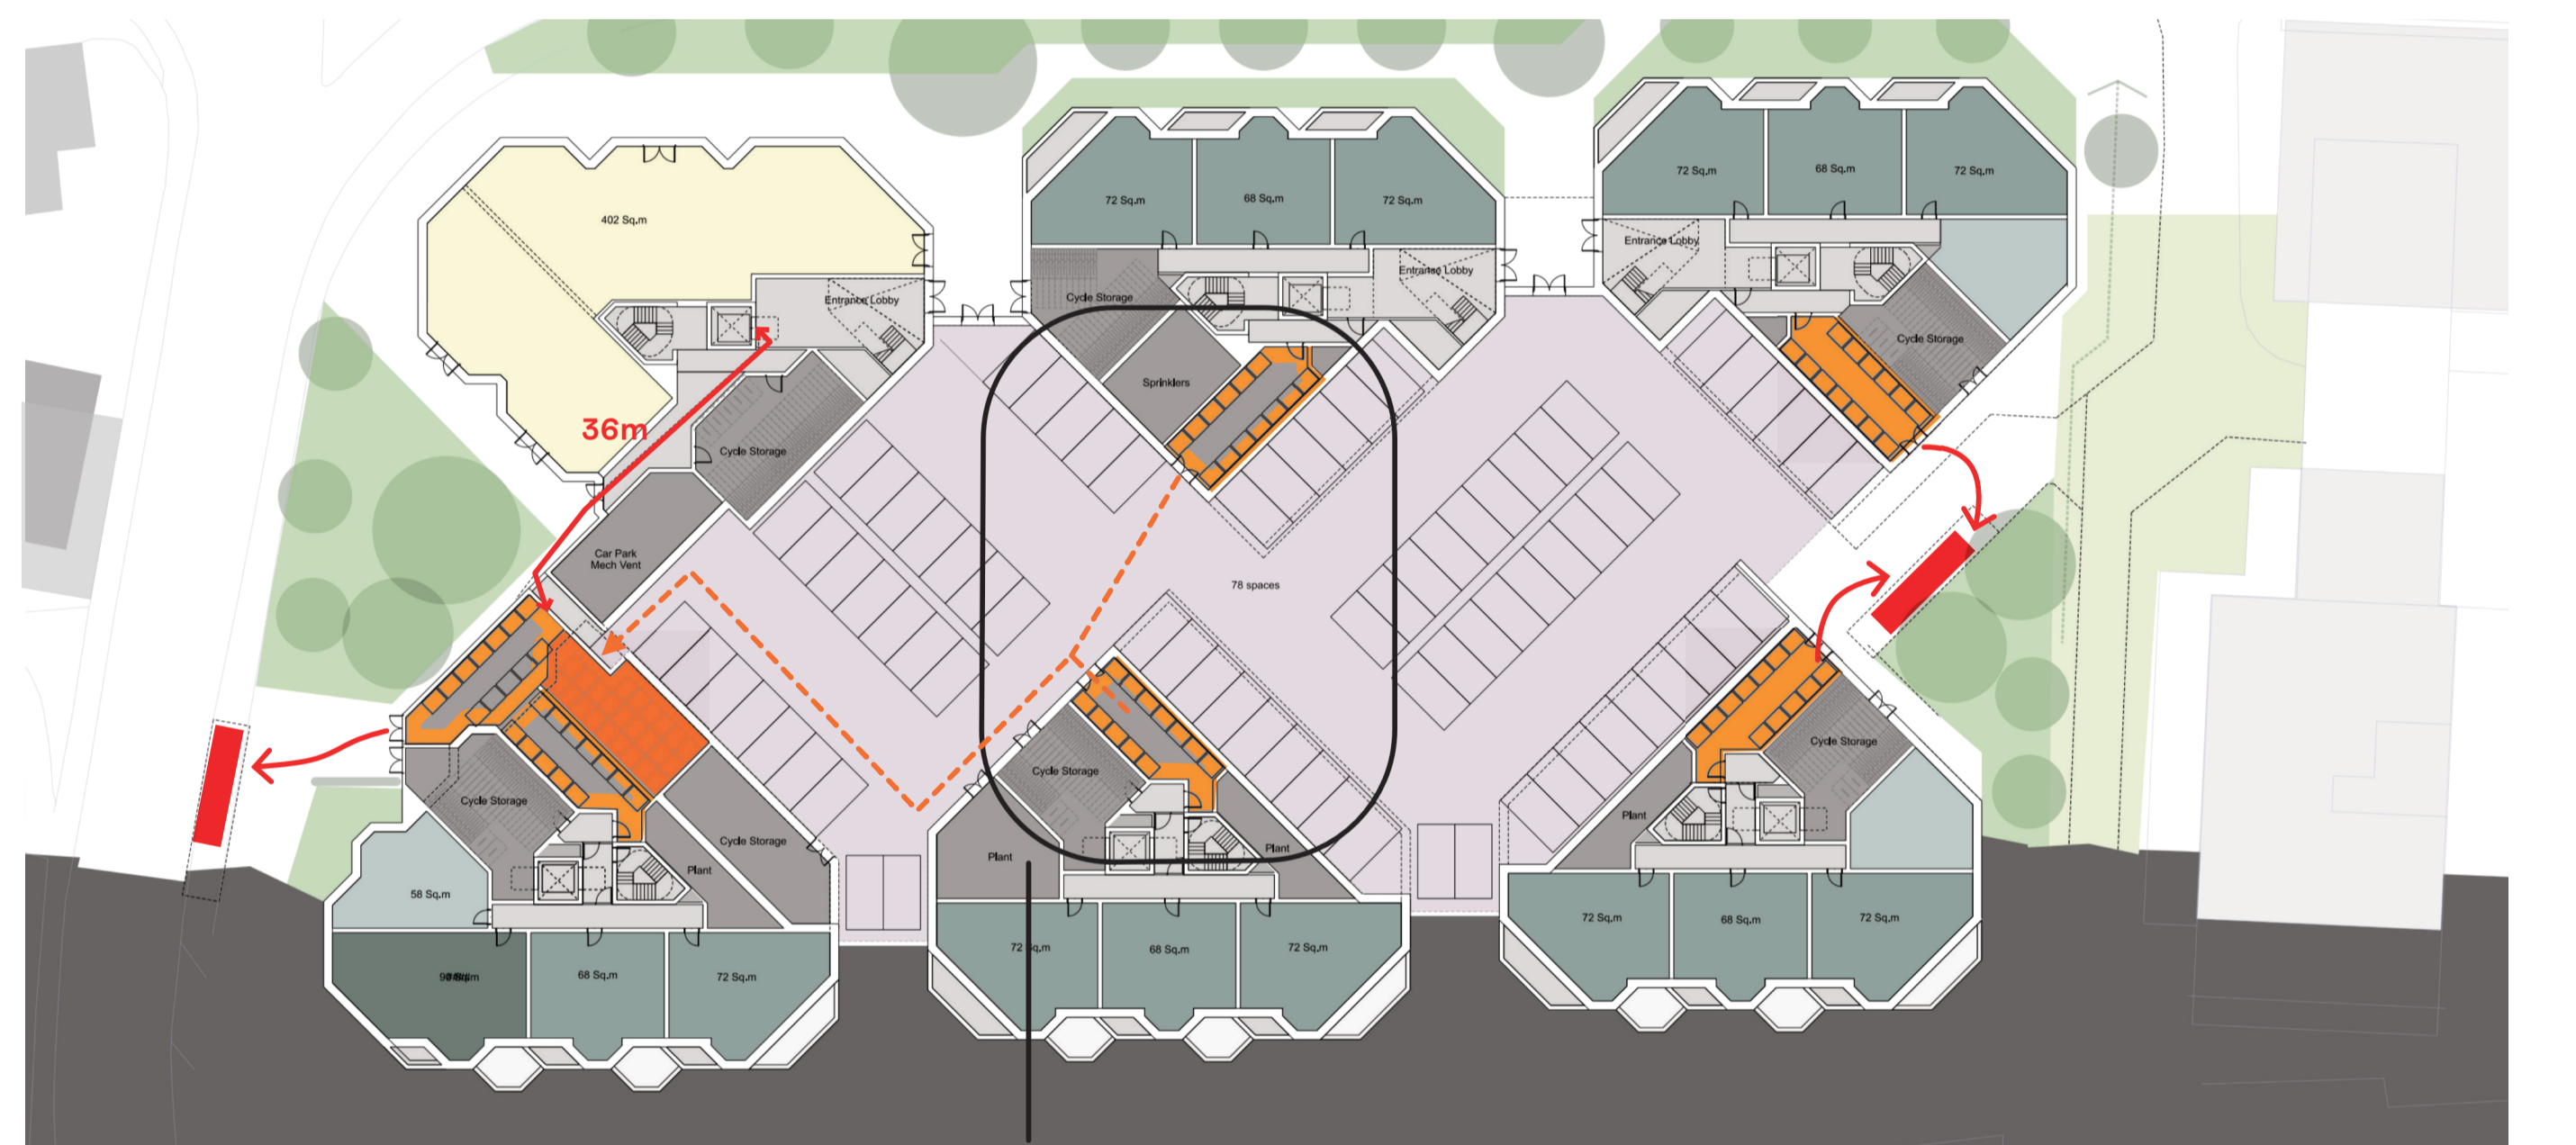 72 Sq.m
68 Sq.m
72 Sq.m
72 Sq.m
68 Sq.m
72 Sq.m
402 Sq.m
Entrance Lobby
Entrance Lobby
Entrance Lobby
Cycle Storage
Cycle Storage
Sprinklers
36m
Cycle Storage
Car Park
Mech Vent
78 spaces
Cycle Storage
Cycle Storage
Cycle Storage
Plant
Cycle Storage
Plant
Plant
Plant
58 Sq.m
72 Sq.m
68 Sq.m
72 Sq.m
72 Sq.m
68 Sq.m
72 Sq.m
68 Sq.m
72 Sq.m